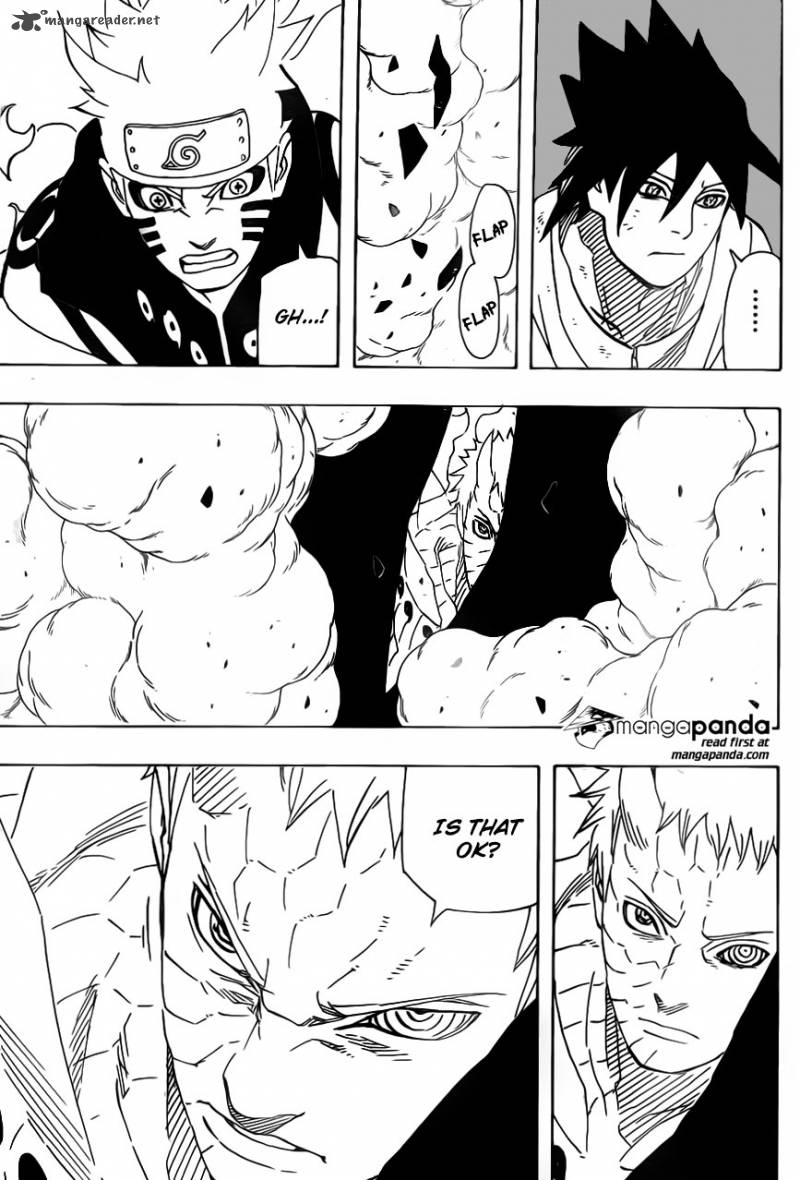 mangareader.net
.......
FLAP
FLAP
GH...!
mangapanda
read first at
mangapanda.com
IS THAT
OK?